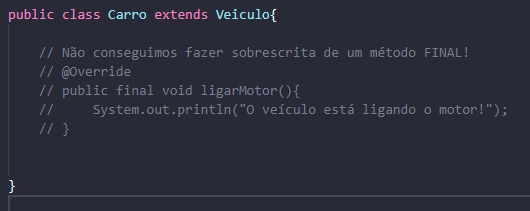 public class Carro extends Veiculo{
// Não conseguimos fazer sobrescrita de um método FINAL!
// @Override
// public final void ligarMotor(){
//     System.out.println("O veículo está ligando o motor!");
// }
}